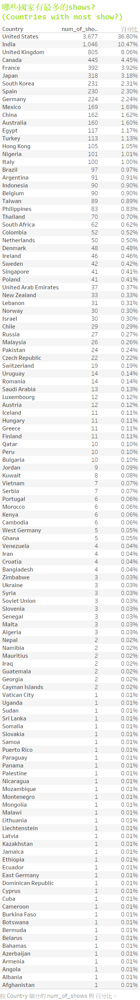 哪些國家有最多的shows?
(Countries with most show?)
Country num_of_sho.. 百分比
United States 3,677 36.80%
India 1,046 10.47%
United Kingdom 805 8.06%
Canada 445 4.45%
France 392 3.92%
Japan 318 3.18%
South Korea 231 2.31%
Spain 230 2.30%
Germany 224 2.24%
Mexico 169 1.69%
China 162 1.62%
Australia 160 1.60%
Egypt 117 1.17%
Turkey 113 1.13%
Hong Kong 105 1.05%
Nigeria 101 1.01%
Italy 100 1.00%
Brazil 97 0.97%
Argentina 91 0.91%
Indonesia 90 0.90%
Belgium 90 0.90%
Taiwan 89 0.89%
Philippines 83 0.83%
Thailand 70 0.70%
South Africa 62 0.62%
Colombia 52 0.52%
Netherlands 50 0.50%
Denmark 48 0.48%
Ireland 46 0.46%
Sweden 42 0.42%
Singapore 41 0.41%
Poland 41 0.41%
United Arab Emirates 37 0.37%
New Zealand 33 0.33%
Lebanon 31 0.31%
Norway 30 0.30%
Israel 30 0.30%
Chile 29 0.29%
Russia 27 0.27%
Malaysia 26 0.26%
Pakistan 24 0.24%
Czech Republic 22 0.22%
Switzerland 19 0.19%
Uruguay 14 0.14%
Romania 14 0.14%
Saudi Arabia 13 0.13%
Luxembourg 12 0.12%
Austria 12 0.12%
Iceland 11 0.11%
Hungary 11 0.11%
Greece 11 0.11%
Finland 11 0.11%
Qatar 10 0.10%
Peru 10 0.10%
Bulgaria 10 0.10%
Jordan 9 0.09%
Kuwait 8 0.08%
Vietnam 7 0.07%
Serbia 7 0.07%
Portugal 6 0.06%
Morocco 6 0.06%
Kenya 6 0.06%
Cambodia 6 0.06%
West Germany 5 0.05%
Ghana 5 0.05%
Venezuela 4 0.04%
Iran 4 0.04%
Croatia 4 0.04%
Bangladesh 4 0.04%
Zimbabwe 3 0.03%
Ukraine 3 0.03%
Syria 3 0.03%
Soviet Union 3 0.03%
Slovenia 3 0.03%
Senegal 3 0.03%
Malta 3 0.03%
Algeria 3 0.03%
Nepal 2 0.02%
Namibia 2 0.02%
Mauritius 2 0.02%
Iraq 2 0.02%
Guatemala 2 0.02%
Georgia 2 0.02%
Cayman Islands 2 0.02%
Vatican City 1 0.01%
Uganda 1 0.01%
Sudan 1 0.01%
Sri Lanka 1 0.01%
Somalia 1 0.01%
Slovakia 1 0.01%
Samoa 1 0.01%
Puerto Rico 1 0.01%
Paraguay 1 0.01%
Panama 1 0.01%
Palestine 1 0.01%
Nicaragua 1 0.01%
Mozambique 1 0.01%
Montenegro 1 0.01%
Mongolia 1 0.01%
Malawi 1 0.01%
Lithuania 1 0.01%
Liechtenstein 1 0.01%
Latvia 1 0.01%
Kazakhstan 1 0.01%
Jamaica 1 0.01%
Ethiopia 1 0.01%
Ecuador 1 0.01%
East Germany 1 0.01%
Dominican Republic 1 0.01%
Cyprus 1 0.01%
Cuba 1 0.01%
Cameroon 1 0.01%
Burkina Faso 1 0.01%
Botswana 1 0.01%
Bermuda 1 0.01%
Belarus 1 0.01%
Bahamas 1 0.01%
Azerbaijan 1 0.01%
Armenia 1 0.01%
Angola 1 0.01%
Albania 1 0.01%
Afghanistan 1 0.01%
按 Country 細分的 num_of_shows 與 百分比。